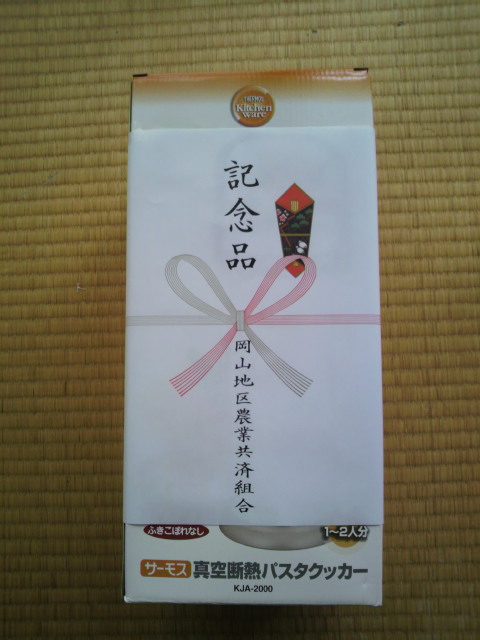 THERMOS
Kitchen
ware
記念品
岡山地区農業共済組合
ふきこぼれなし
1～2人分
サーモス 真空断熱パスタクッカー
KJA-2000